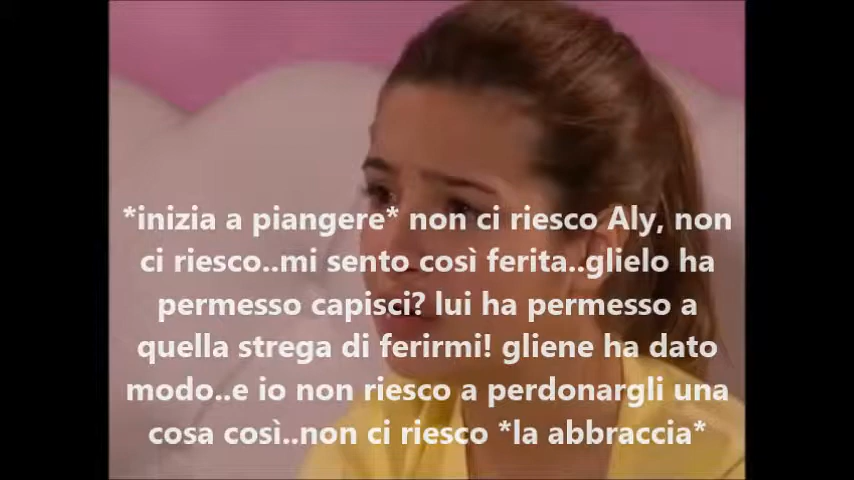 *inizia a piangere* non ci riesco Aly, non
ci riesco..mi sento così ferita..glielo ha
permesso capisci? lui ha permesso a
quella strega di ferirmi! gliene ha dato
modo..e io non riesco a perdonargli una
cosa così..non ci riesco *la abbraccia*